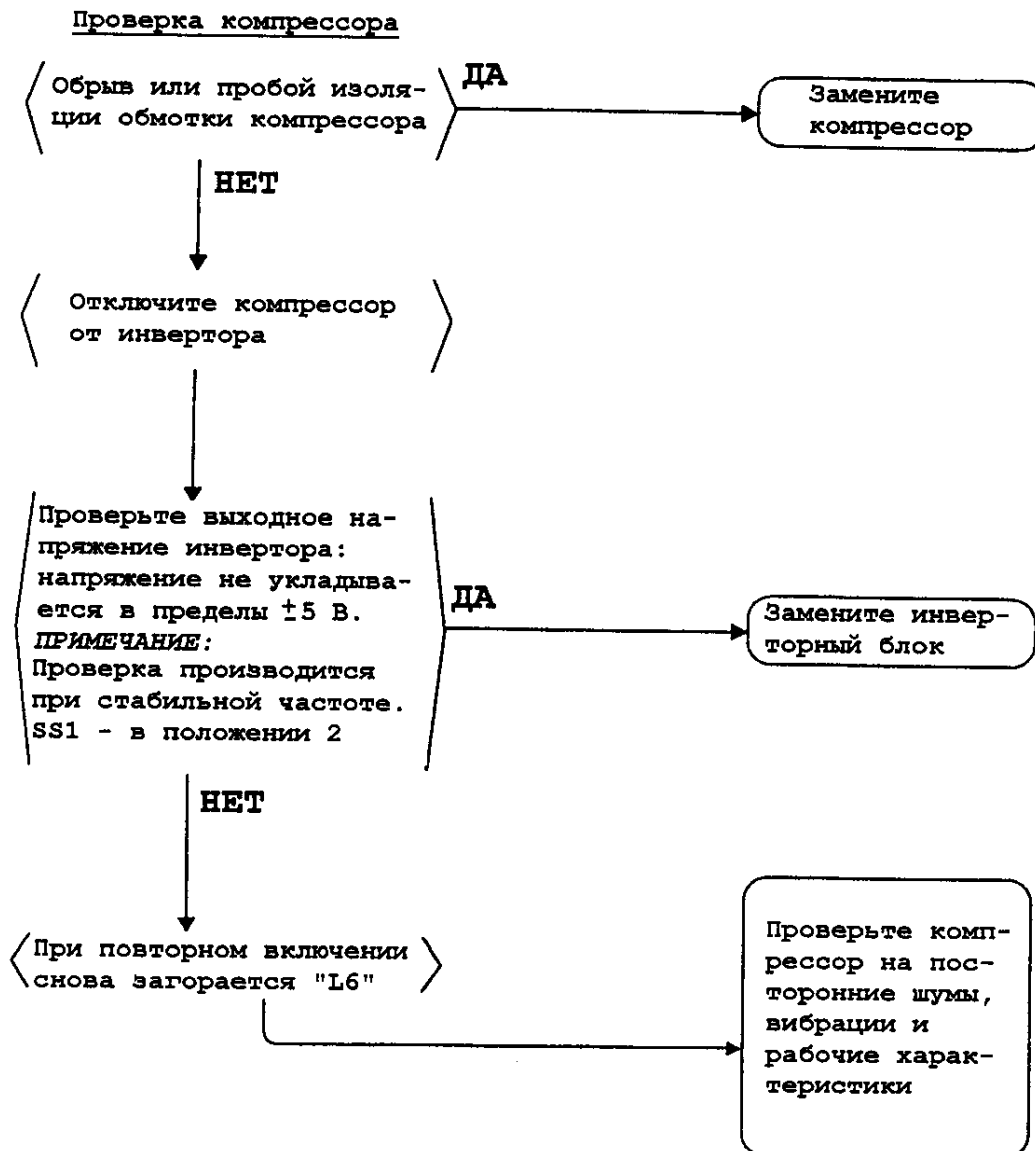 Проверка компрессора
Обрыв или пробой изоля-
ции обмотки компрессора
ДА
Замените
компрессор
НЕТ
Отключите компрессор
от инвертора
Проверьте выходное на-
пряжение инвертора:
напряжение не укладыва-
ется в пределы ±5 В.
ПРИМЕЧАНИЕ:
Проверка производится
при стабильной частоте.
SS1 - в положении 2
ДА
Замените инвер-
торный блок
НЕТ
При повторном включении
снова загорается "L6"
Проверьте комп-
рессор на пос-
торонние шумы,
вибрации и
рабочие харак-
теристики